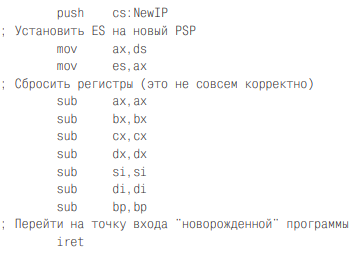 push cs:NewIP
; Установить ES на новый PSP
mov ax,ds
mov es,ax
; Сбросить регистры (это не совсем корректно)
sub ax,ax
sub bx,bx
sub cx,cx
sub dx,dx
sub si,si
sub di,di
sub bp,bp
; Перейти на точку входа "новорожденной" программы
iret